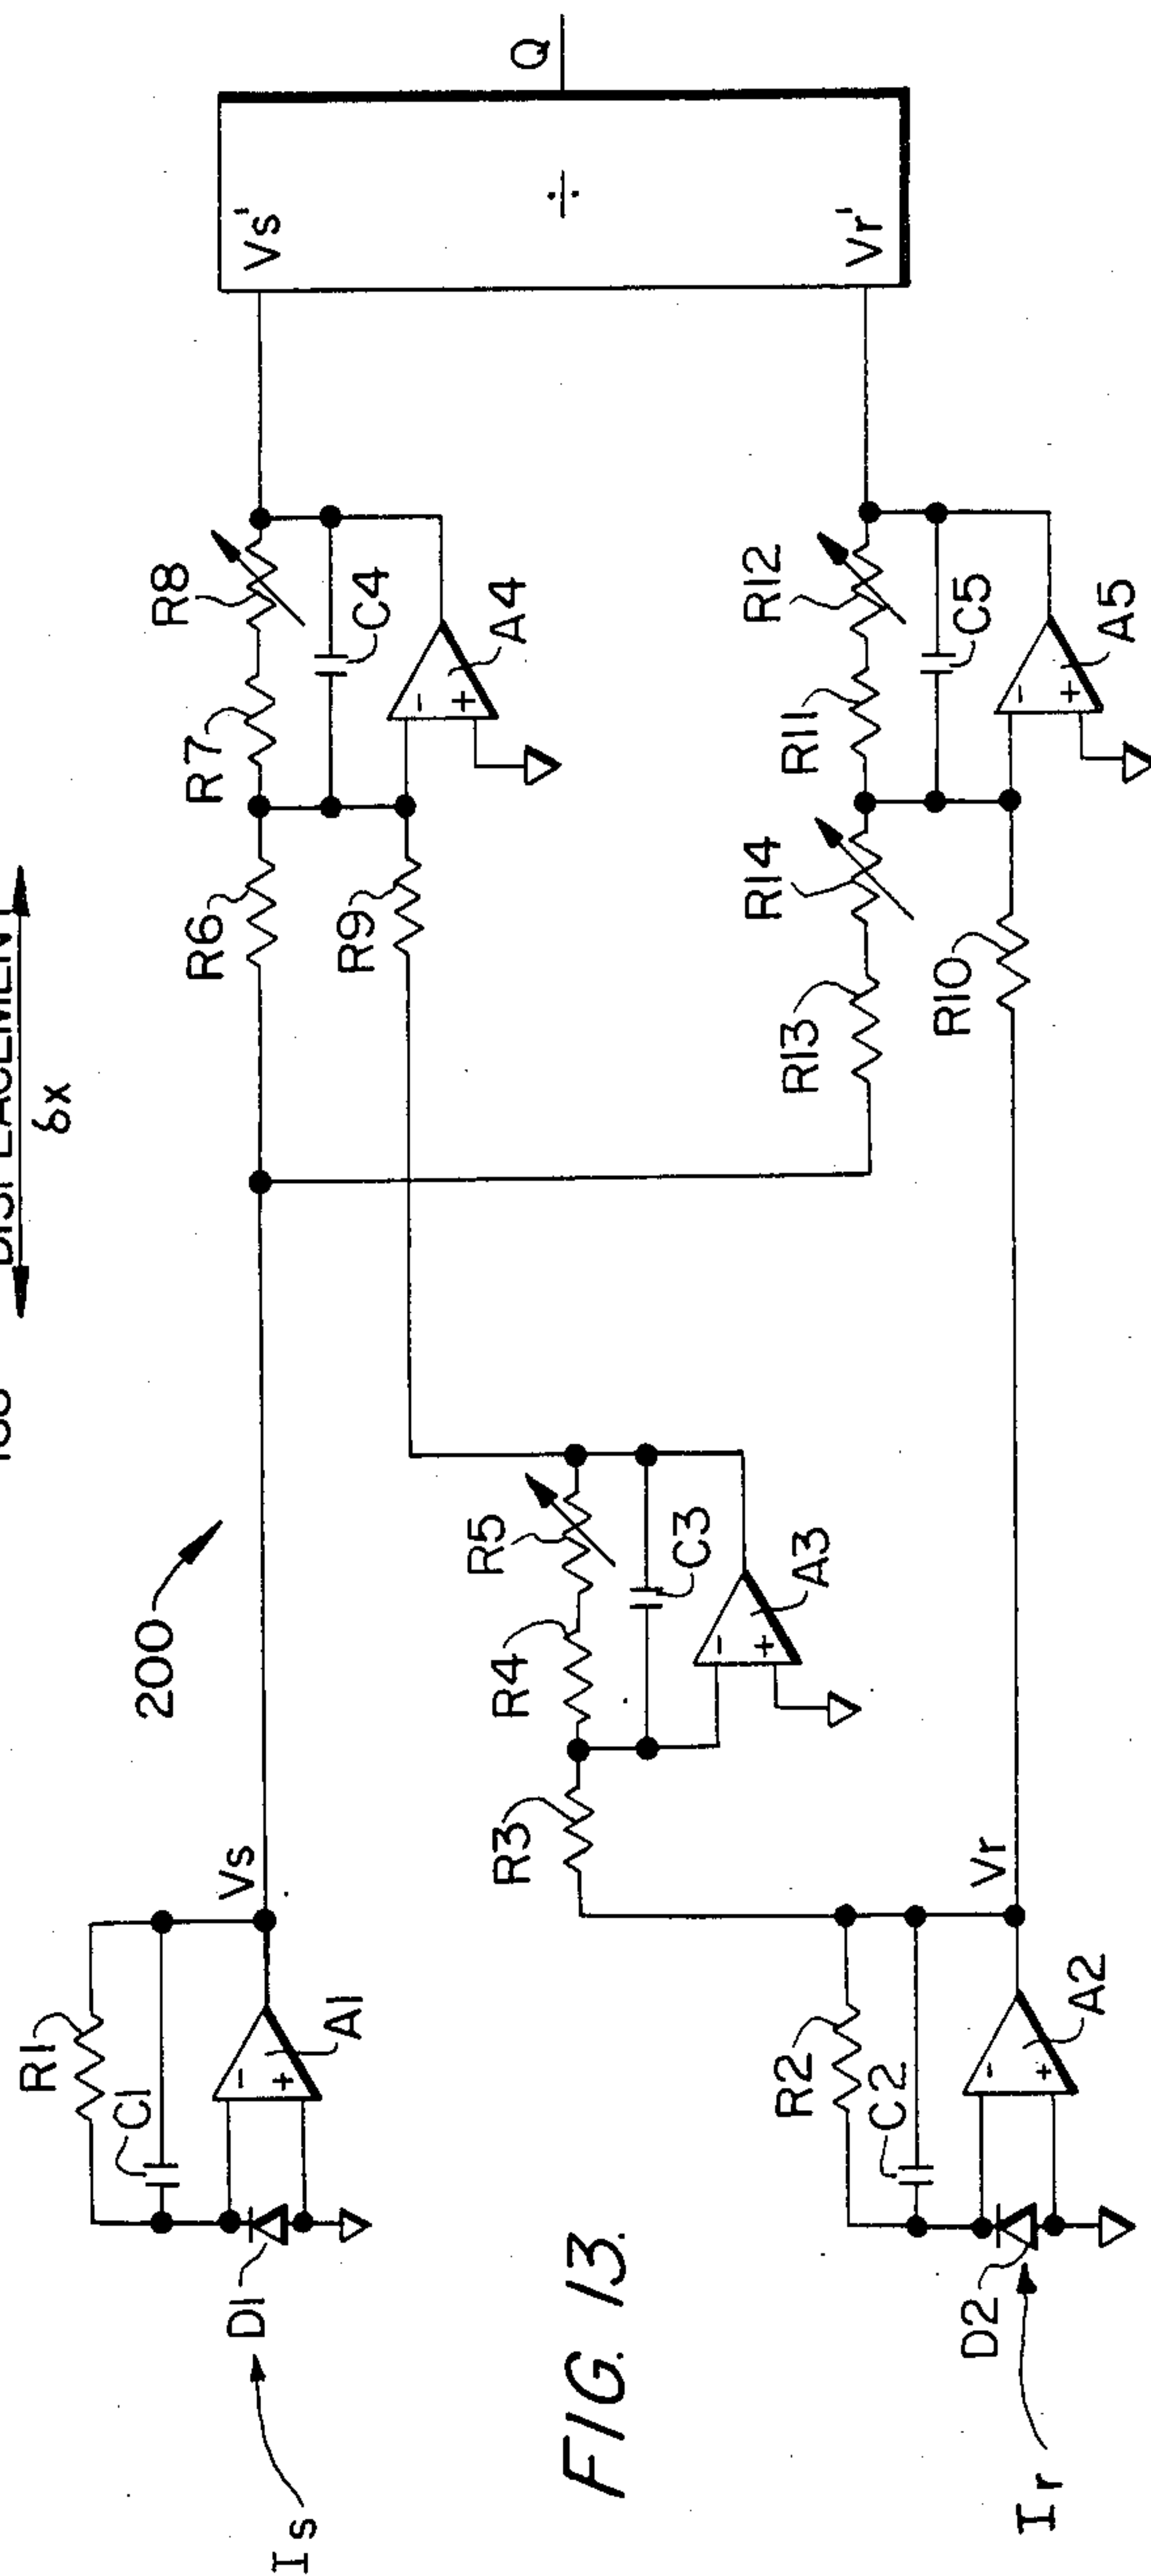 DISPLACEMENT
δx
200
R1
C1
A1
-
+
D1
Is
Vs
R6
R7
R8
C4
A4
-
+
R9
Vs'
÷
Q
Vr'
R3
R4
R5
C3
A3
-
+
R13
R14
R11
R12
C5
A5
-
+
R10
R2
C2
A2
-
+
D2
Ir
Vr
FIG. 13.